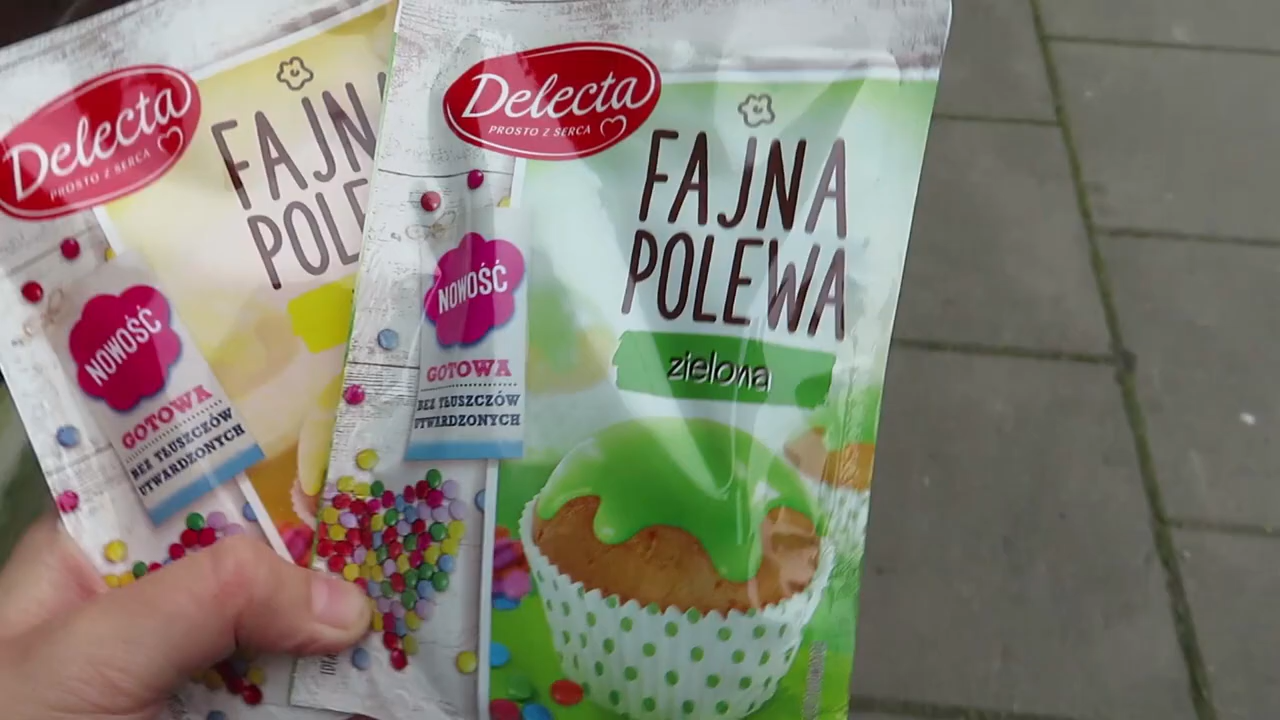 Delecta
PROSTO Z SERCA
FAJN
POLE
NOWOŚĆ
GOTOWA
BEZ TŁUSZCZÓW
UTWARDZONYCH
Delecta
PROSTO Z SERCA
FAJNA
POLEWA
zielona
NOWOŚĆ
GOTOWA
BEZ TŁUSZCZÓW
UTWARDZONYCH